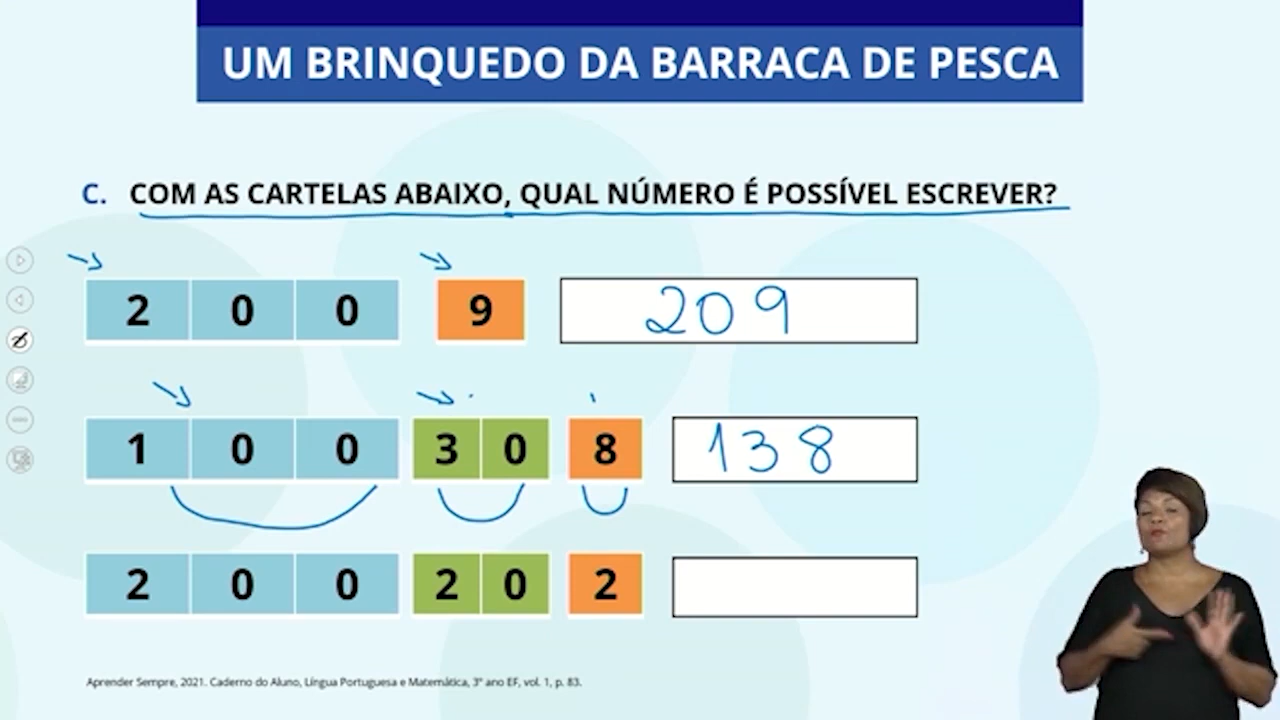 UM BRINQUEDO DA BARRACA DE PESCA
C. COM AS CARTELAS ABAIXO, QUAL NÚMERO É POSSÍVEL ESCREVER?
2 0 0 9 209
1 0 0 3 0 8 138
2 0 0 2 0 2
Aprender Sempre, 2021. Caderno do Aluno, Língua Portuguesa e Matemática, 3º ano EF, vol. 1, p. 83.